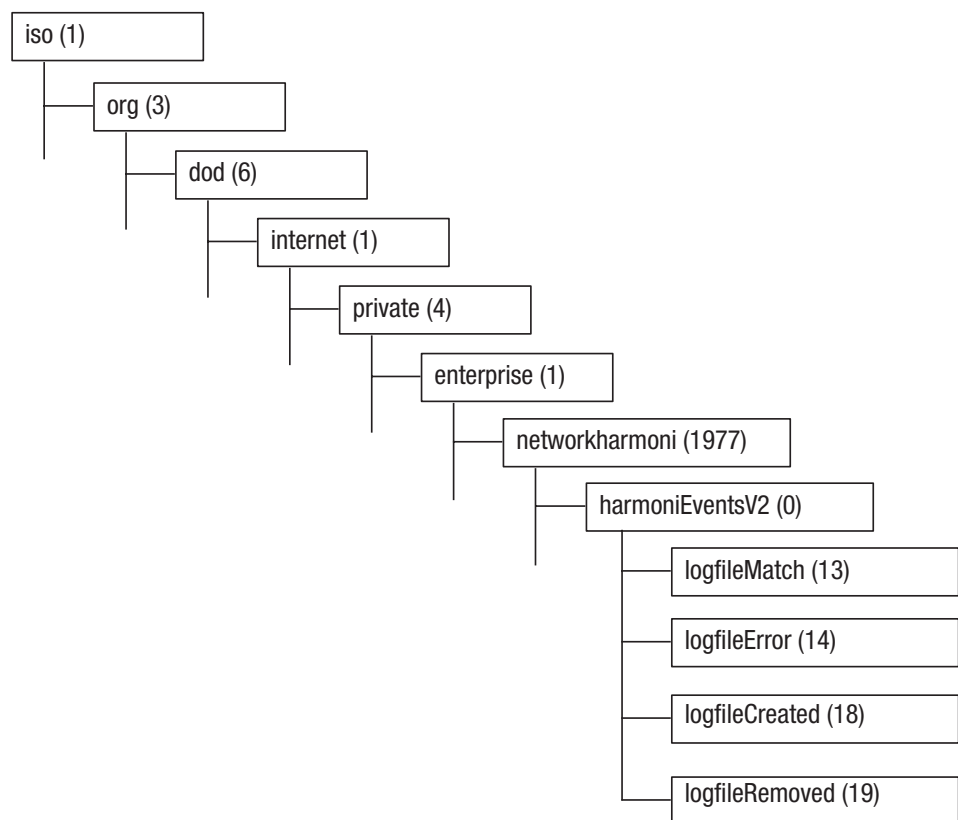 iso (1)
org (3)
dod (6)
internet (1)
private (4)
enterprise (1)
networkharmoni (1977)
harmoniEventsV2 (0)
logfileMatch (13)
logfileError (14)
logfileCreated (18)
logfileRemoved (19)